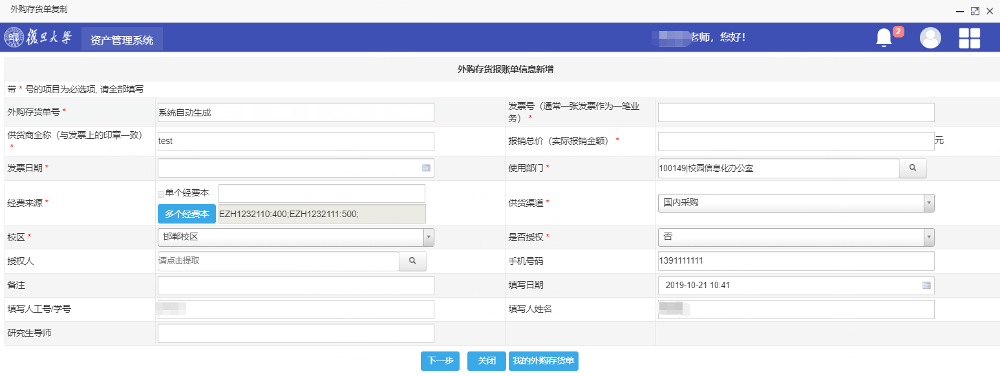 外购存货单复制
復旦大學
资产管理系统
老师，您好！
2
外购存货报账单信息新增
带 * 号的项目为必选项, 请全部填写
外购存货单号 *
系统自动生成
发票号（通常一张发票作为一笔业
务） *
供货商全称（与发票上的印章一致）
*
test
报销总价（实际报销金额） *
元
发票日期 *
使用部门 *
100149|校园信息化办公室
经费来源 *
单个经费本
多个经费本
EZH1232110:400;EZH1232111:500;
供货渠道 *
国内采购
校区 *
邯郸校区
是否授权 *
否
授权人
请点击提取
手机号码
1391111111
备注
填写日期
2019-10-21 10:41
填写人工号/学号
填写人姓名
研究生导师
下一步
关闭
我的外购存货单